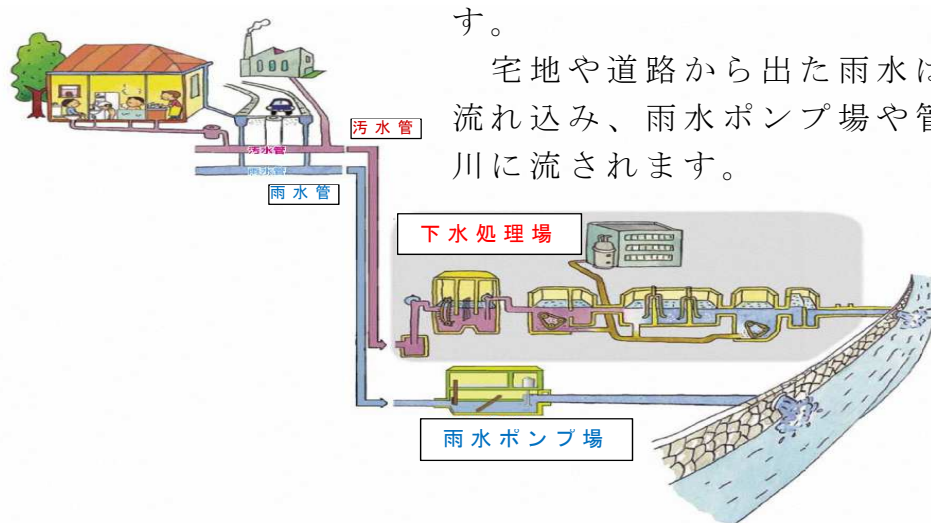 す。
宅地や道路から出た雨水は
流れ込み、雨水ポンプ場や管
川に流されます。
汚水管
汚水管
雨水管
雨水管
下水処理場
雨水ポンプ場